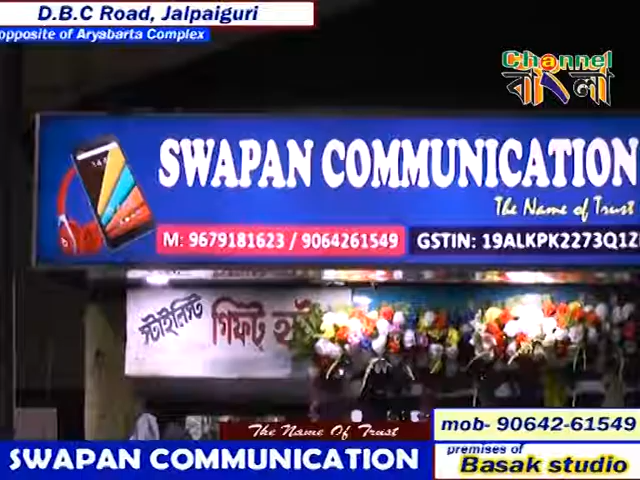 D.B.C Road, Jalpaiguri
opposite of Aryabarta Complex
Channel
বাংলা
SWAPAN COMMUNICATION
The Name of Trust
M: 9679181623 / 9064261549
GSTIN: 19ALKPK2273Q1Z
স্টাইলিস্ট
গিফ্ট
The Name Of Trust
mob- 90642-61549
SWAPAN COMMUNICATION
premises of
Basak studio